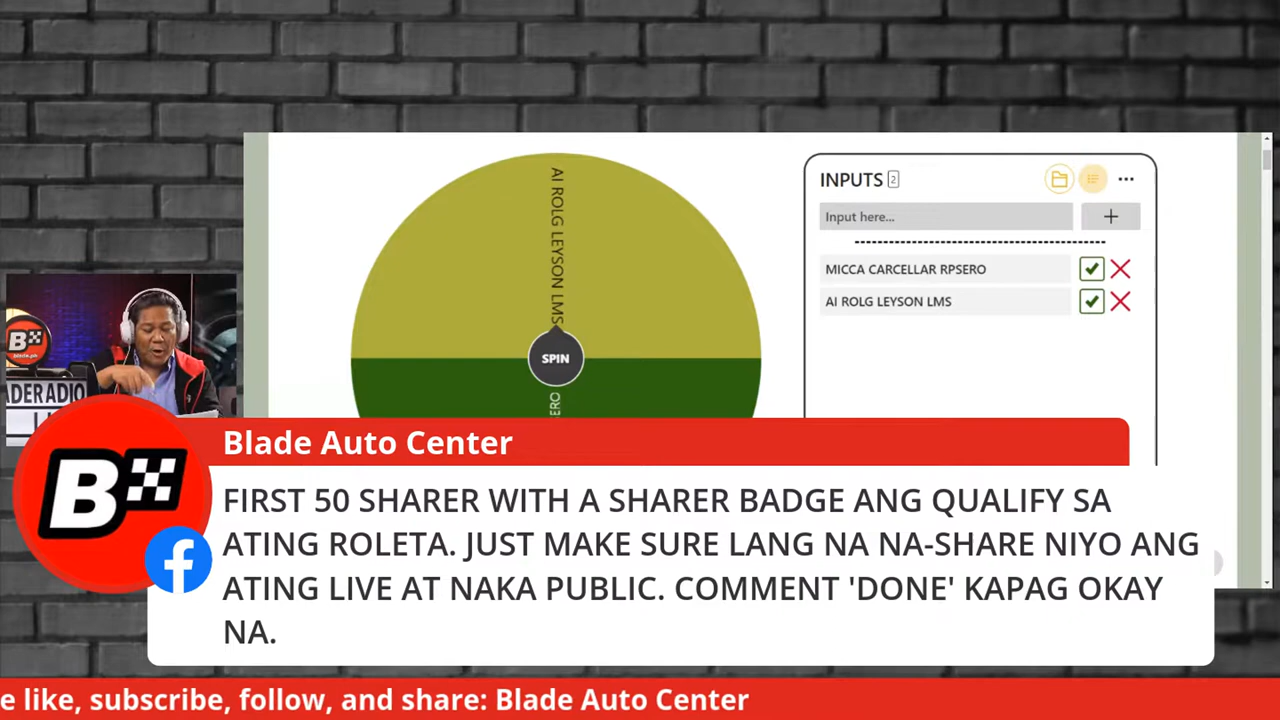 AI ROLG LEYSON LMS
SPIN
ERO
INPUTS 2
Input here...
MICCA CARCELLAR RPSERO
AI ROLG LEYSON LMS
B
blade.ph
ADERADIO
LI
B
Blade Auto Center
FIRST 50 SHARER WITH A SHARER BADGE ANG QUALIFY SA
ATING ROLETA. JUST MAKE SURE LANG NA NA-SHARE NIYO ANG
ATING LIVE AT NAKA PUBLIC. COMMENT 'DONE' KAPAG OKAY
NA.
e like, subscribe, follow, and share: Blade Auto Center